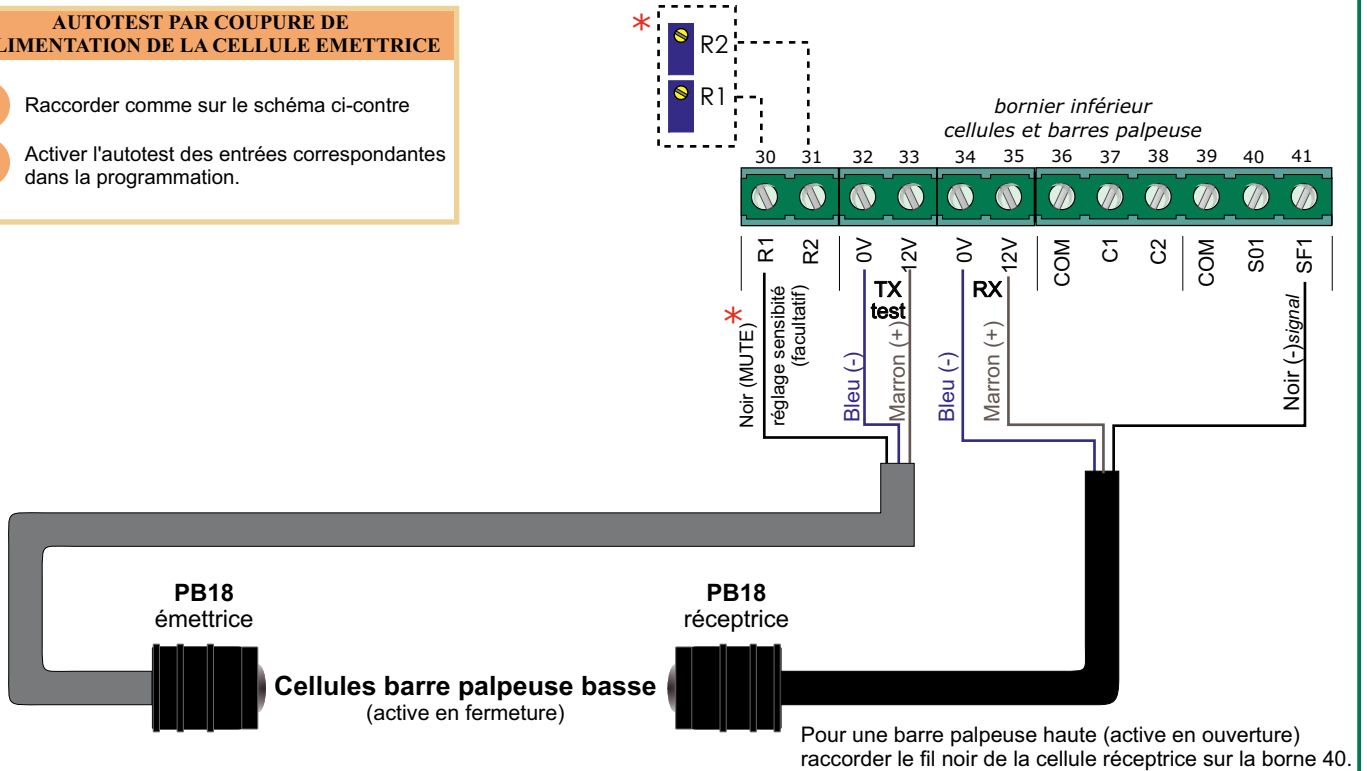 AUTOTEST PAR COUPURE DE
LIMENTATION DE LA CELLULE EMETTRICE
Raccorder comme sur le schéma ci-contre
Activer l'autotest des entrées correspondantes
dans la programmation.
* R2
R1
bornier inférieur
cellules et barres palpeuse
30 31 32 33 34 35 36 37 38 39 40 41
R1 R2 0V 12V 0V 12V COM C1 C2 COM S01 SF1
TX
test
RX
* Noir (MUTE)
réglage sensibité
(facultatif)
Bleu (-)
Marron (+)
Bleu (-)
Marron (+)
Noir (-)signal
PB18
émettrice
PB18
réceptrice
Cellules barre palpeuse basse
(active en fermeture)
Pour une barre palpeuse haute (active en ouverture)
raccorder le fil noir de la cellule réceptrice sur la borne 40.